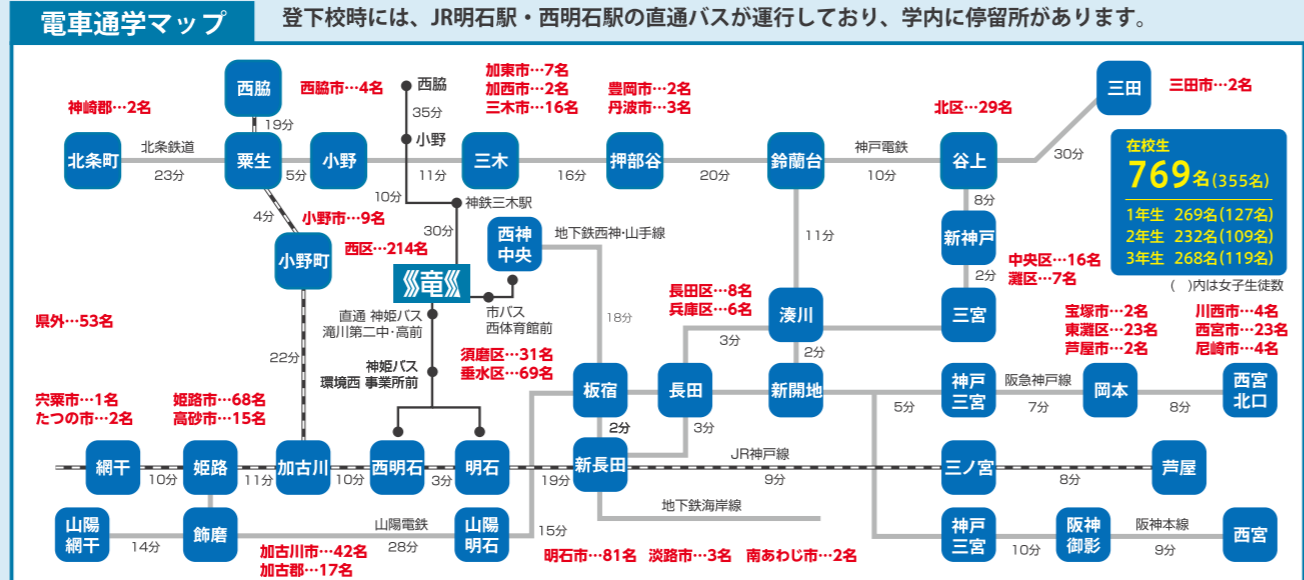 電車通学マップ
登下校時には、JR明石駅・西明石駅の直通バスが運行しており、学内に停留所があります。
神崎郡…2名
西脇
19分
西脇市…4名
西脇
35分
小野
10分
加東市…7名
加西市…2名
三木市…16名
豊岡市…2名
丹波市…3名
北区…29名
三田
三田市…2名
30分
北条町
北条鉄道
23分
粟生
5分
小野
11分
三木
16分
押部谷
20分
鈴蘭台
神戸電鉄
10分
谷上
在校生
769名(355名)
1年生 269名(127名)
2年生 232名(109名)
3年生 268名(119名)
( )内は女子生徒数
4分
小野市…9名
神鉄三木駅
30分
8分
新神戸
2分
小野町
西区…214名
西神
中央
地下鉄西神・山手線
11分
中央区…16名
灘区…7名
竜
市バス
西体育館前
直通 神姫バス
滝川第二中・高前
神姫バス
環境西 事業所前
18分
長田区…8名
兵庫区…6名
湊川
三宮
3分
2分
宝塚市…2名
東灘区…23名
芦屋市…2名
川西市…4名
西宮市…23名
尼崎市…4名
県外…53名
22分
須磨区…31名
垂水区…69名
宍粟市…1名
たつの市…2名
姫路市…68名
高砂市…15名
板宿
長田
新開地
5分
神戸
三宮
阪急神戸線
7分
岡本
8分
西宮
北口
2分
3分
網干
10分
姫路
11分
加古川
10分
西明石
3分
明石
19分
新長田
JR神戸線
9分
三ノ宮
8分
芦屋
地下鉄海岸線
山陽
網干
14分
飾磨
山陽電鉄
28分
山陽
明石
15分
神戸
三宮
10分
阪神
御影
阪神本線
9分
西宮
加古川市…42名
加古郡…17名
明石市…81名 淡路市…3名 南あわじ市…2名